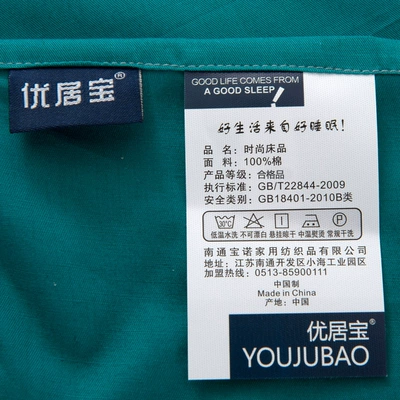 优居宝®
GOOD LIFE COMES FROM
A GOOD SLEEP!
好生活来自好睡眠!
品名:时尚床品
面料:100%棉
产品等级:合格品
执行标准:GB/T22844-2009
安全类别:GB18401-2010B类
30℃
低温水洗 不可漂白 悬挂晾干 中温熨烫 常规干洗
南通宝诺家用纺织品有限公司
地址:江苏南通开发区小海工业园区
加盟热线:0513-85900111
中国制
Made in China
产地:中国
优居宝®
YOUJUBAO